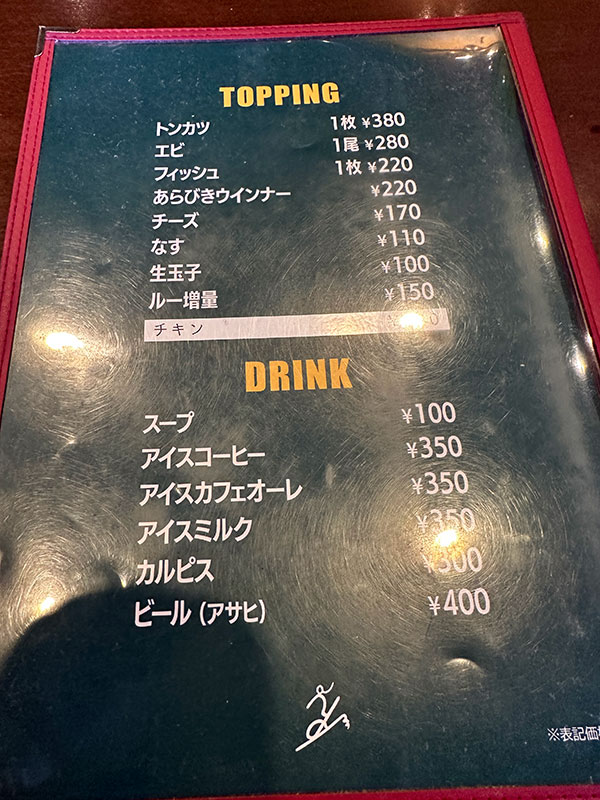 TOPPING
トンカツ 1枚 ¥380
エビ 1尾 ¥280
フィッシュ 1枚 ¥220
あらびきウインナー ¥220
チーズ ¥170
なす ¥110
生玉子 ¥100
ルー増量 ¥150
チキン
DRINK
スープ ¥100
アイスコーヒー ¥350
アイスカフェオーレ ¥350
アイスミルク ¥350
カルピス ¥300
ビール（アサヒ） ¥400
※表記価